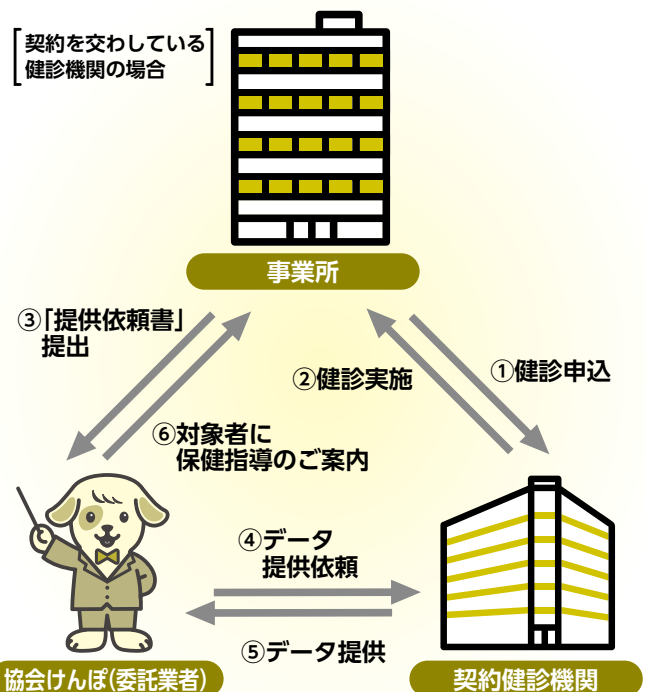 契約を交わしている
健診機関の場合
事業所
③「提供依頼書」
提出
②健診実施
①健診申込
⑥対象者に
保健指導のご案内
④データ
提供依頼
⑤データ提供
協会けんぽ(委託業者)
契約健診機関